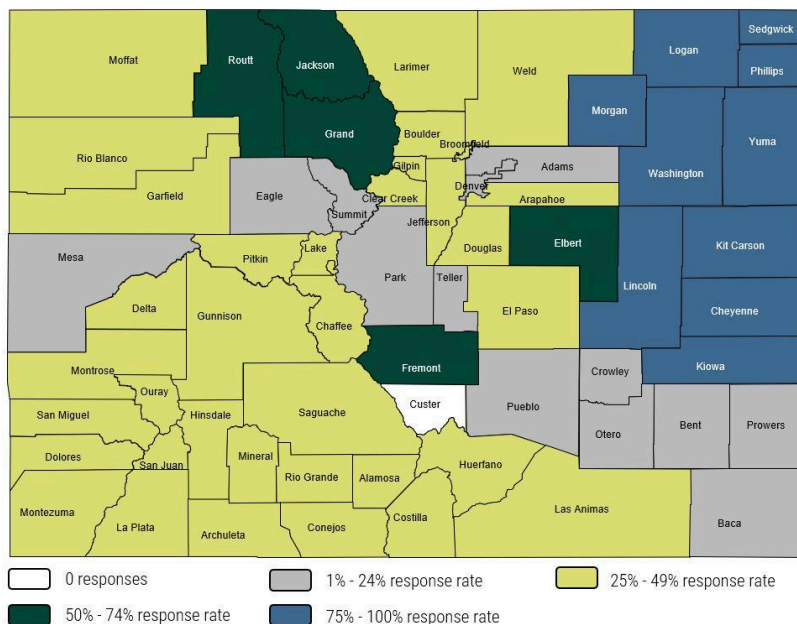 Sedgwick
Moffat
Routt
Jackson
Larimer
Weld
Logan
Phillips
Grand
Boulder
Morgan
Yuma
Broomfield
Rio Blanco
Gilpin
Adams
Washington
Garfield
Eagle
Summit
Clear Creek
Denver
Arapahoe
Jefferson
Mesa
Pitkin
Lake
Douglas
Elbert
Kit Carson
Park
Teller
Lincoln
Delta
Gunnison
Chaffee
El Paso
Cheyenne
Fremont
Crowley
Kiowa
Montrose
Ouray
Custer
Pueblo
San Miguel
Hinsdale
Saguache
Otero
Bent
Prowers
Dolores
San Juan
Mineral
Rio Grande
Alamosa
Huerfano
Montezuma
La Plata
Archuleta
Conejos
Costilla
Las Animas
Baca
0 responses
1% - 24% response rate
25% - 49% response rate
50% - 74% response rate
75% - 100% response rate